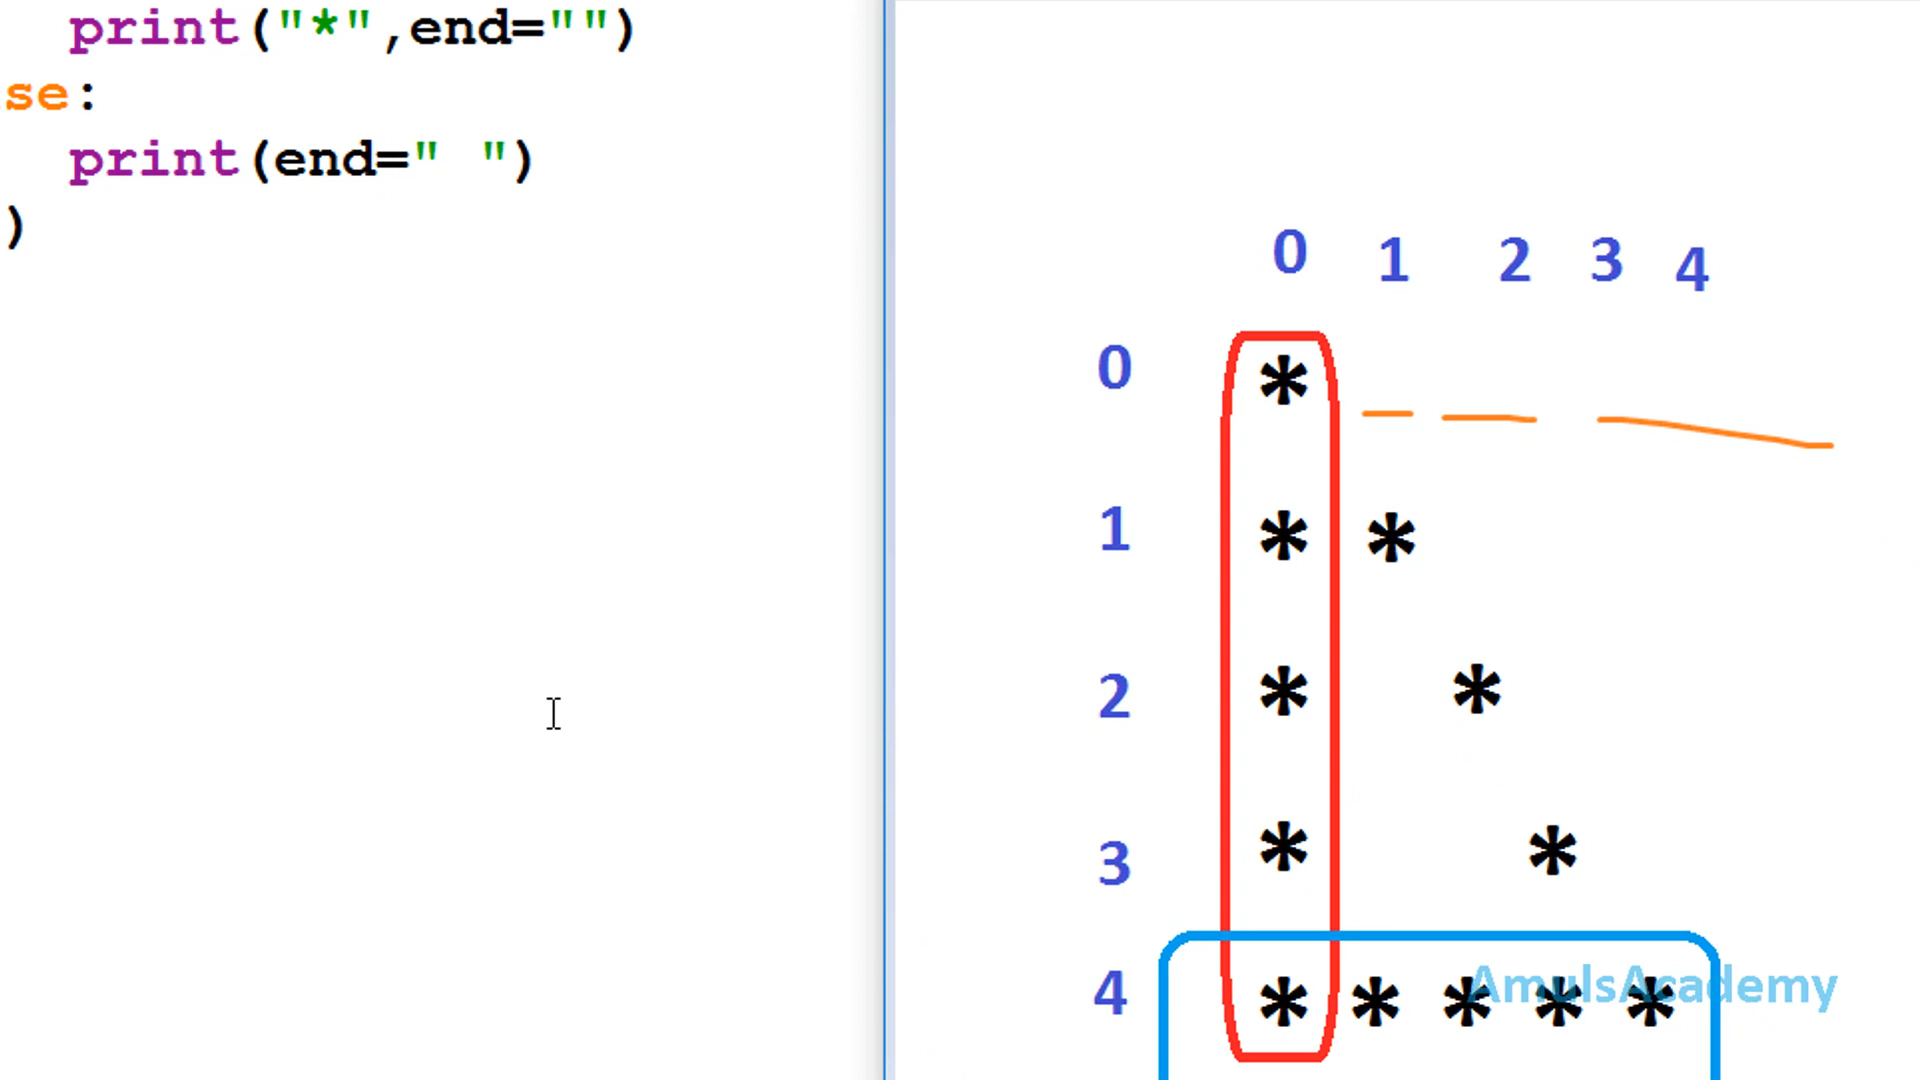 print("*",end="")
se:
print(end=" ")
)
0 1 2 3 4
0 *
1 * *
2 * *
3 * *
4 * * * * *
AmulsAcademy